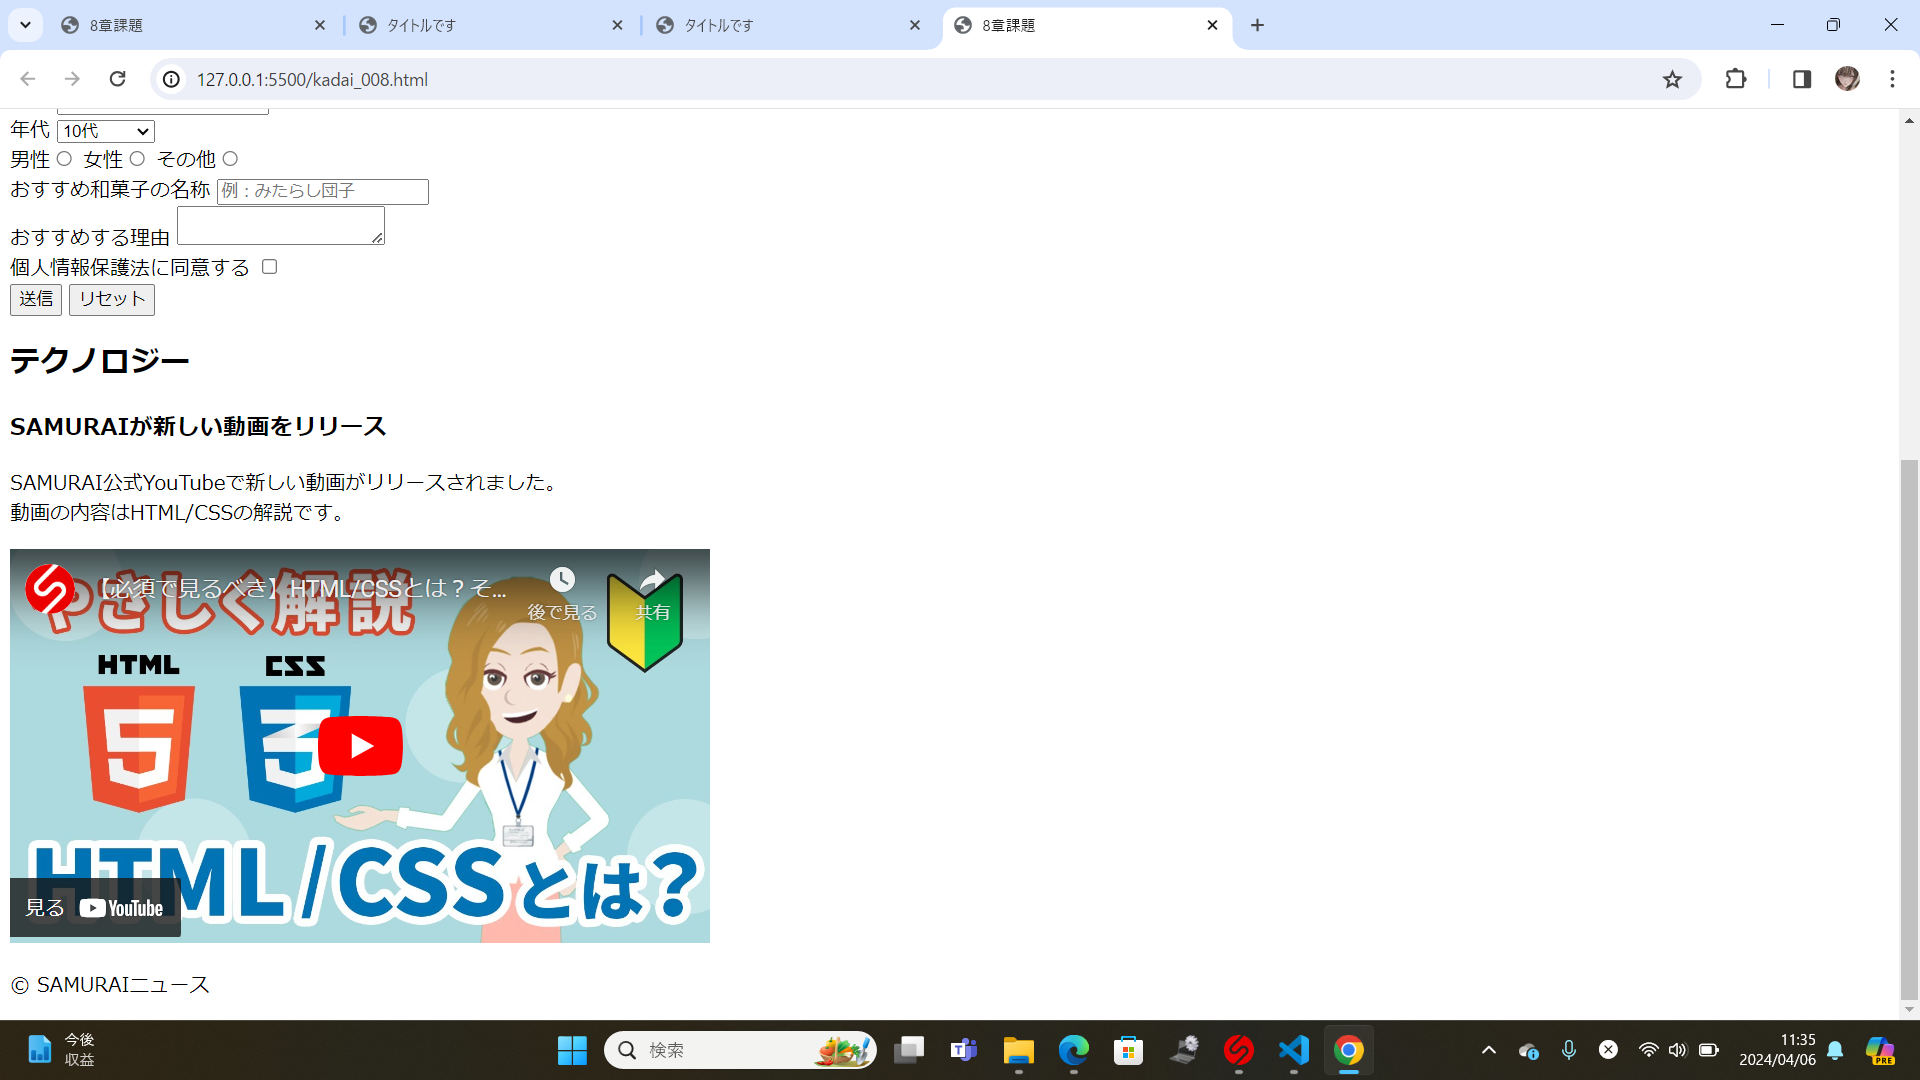 8章課題
タイトルです
タイトルです
8章課題
127.0.0.1:5500/kadai_008.html
年代 10代
男性 女性 その他
おすすめ和菓子の名称 例：みたらし団子
おすすめする理由
個人情報保護法に同意する
送信 リセット
テクノロジー
SAMURAIが新しい動画をリリース
SAMURAI公式YouTubeで新しい動画がリリースされました。
動画の内容はHTML/CSSの解説です。
【必須で見るべき】HTML/CSSとは？そ...
後で見る 共有
やさしく解説
HTML CSS
HTML/CSSとは？
見る YouTube
© SAMURAIニュース
今後
収益
検索
11:35
2024/04/06
PRE